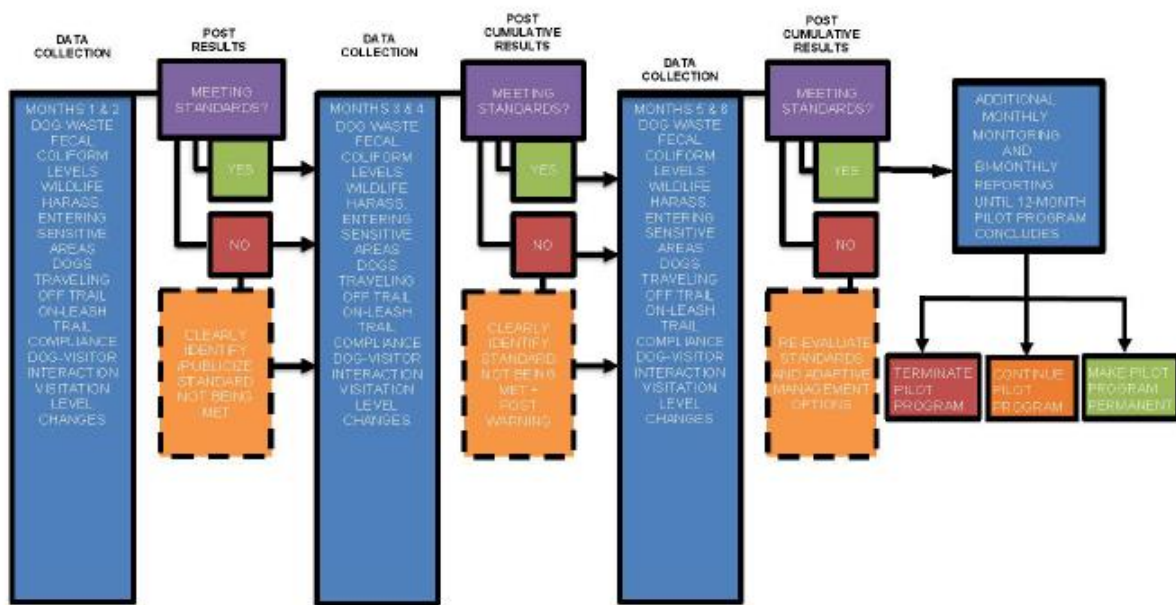 DATA
COLLECTION
POST
RESULTS
MONTHS 1 & 2
DOG WASTE
FECAL
COLIFORM
LEVELS
WILDLIFE
HARASS.
ENTERING
SENSITIVE
AREAS
DOGS
TRAVELING
OFF TRAIL
ON-LEASH
TRAIL
COMPLIANCE
DOG-VISITOR
INTERACTION
VISITATION
LEVEL
CHANGES
MEETING
STANDARDS?
YES
NO
CLEARLY
IDENTIFY
/PUBLICIZE
STANDARD
NOT BEING
MET
DATA
COLLECTION
POST
CUMULATIVE
RESULTS
MONTHS 3 & 4
DOG WASTE
FECAL
COLIFORM
LEVELS
WILDLIFE
HARASS.
ENTERING
SENSITIVE
AREAS
DOGS
TRAVELING
OFF TRAIL
ON-LEASH
TRAIL
COMPLIANCE
DOG-VISITOR
INTERACTION
VISITATION
LEVEL
CHANGES
MEETING
STANDARDS?
YES
NO
CLEARLY
IDENTIFY
STANDARD
NOT BEING
MET +
POST
WARNING
DATA
COLLECTION
POST
CUMULATIVE
RESULTS
MONTHS 5 & 6
DOG WASTE
FECAL
COLIFORM
LEVELS
WILDLIFE
HARASS.
ENTERING
SENSITIVE
AREAS
DOGS
TRAVELING
OFF TRAIL
ON-LEASH
TRAIL
COMPLIANCE
DOG-VISITOR
INTERACTION
VISITATION
LEVEL
CHANGES
MEETING
STANDARDS?
YES
NO
RE-EVALUATE
STANDARDS
AND ADAPTIVE
MANAGEMENT
OPTIONS
ADDITIONAL
MONTHLY
MONITORING
AND
BI-MONTHLY
REPORTING
UNTIL 12-MONTH
PILOT PROGRAM
CONCLUDES
TERMINATE
PILOT
PROGRAM
CONTINUE
PILOT
PROGRAM
MAKE PILOT
PROGRAM
PERMANENT